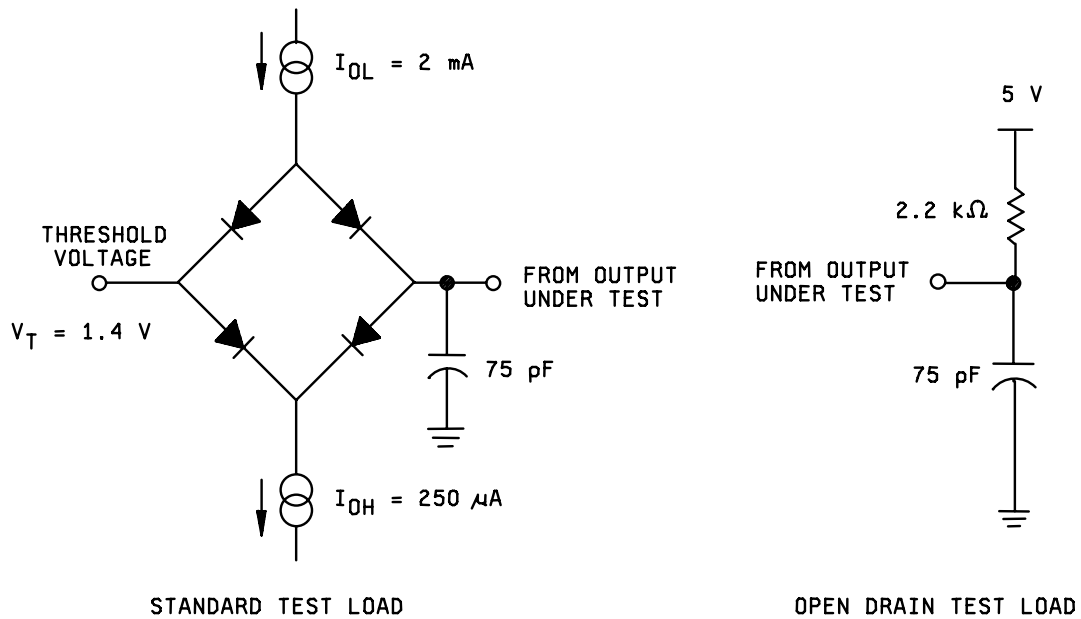 I_OL = 2 mA
5 V
2.2 kΩ
THRESHOLD
VOLTAGE
FROM OUTPUT
UNDER TEST
FROM OUTPUT
UNDER TEST
V_T = 1.4 V
75 pF
75 pF
I_OH = 250 μA
STANDARD TEST LOAD
OPEN DRAIN TEST LOAD